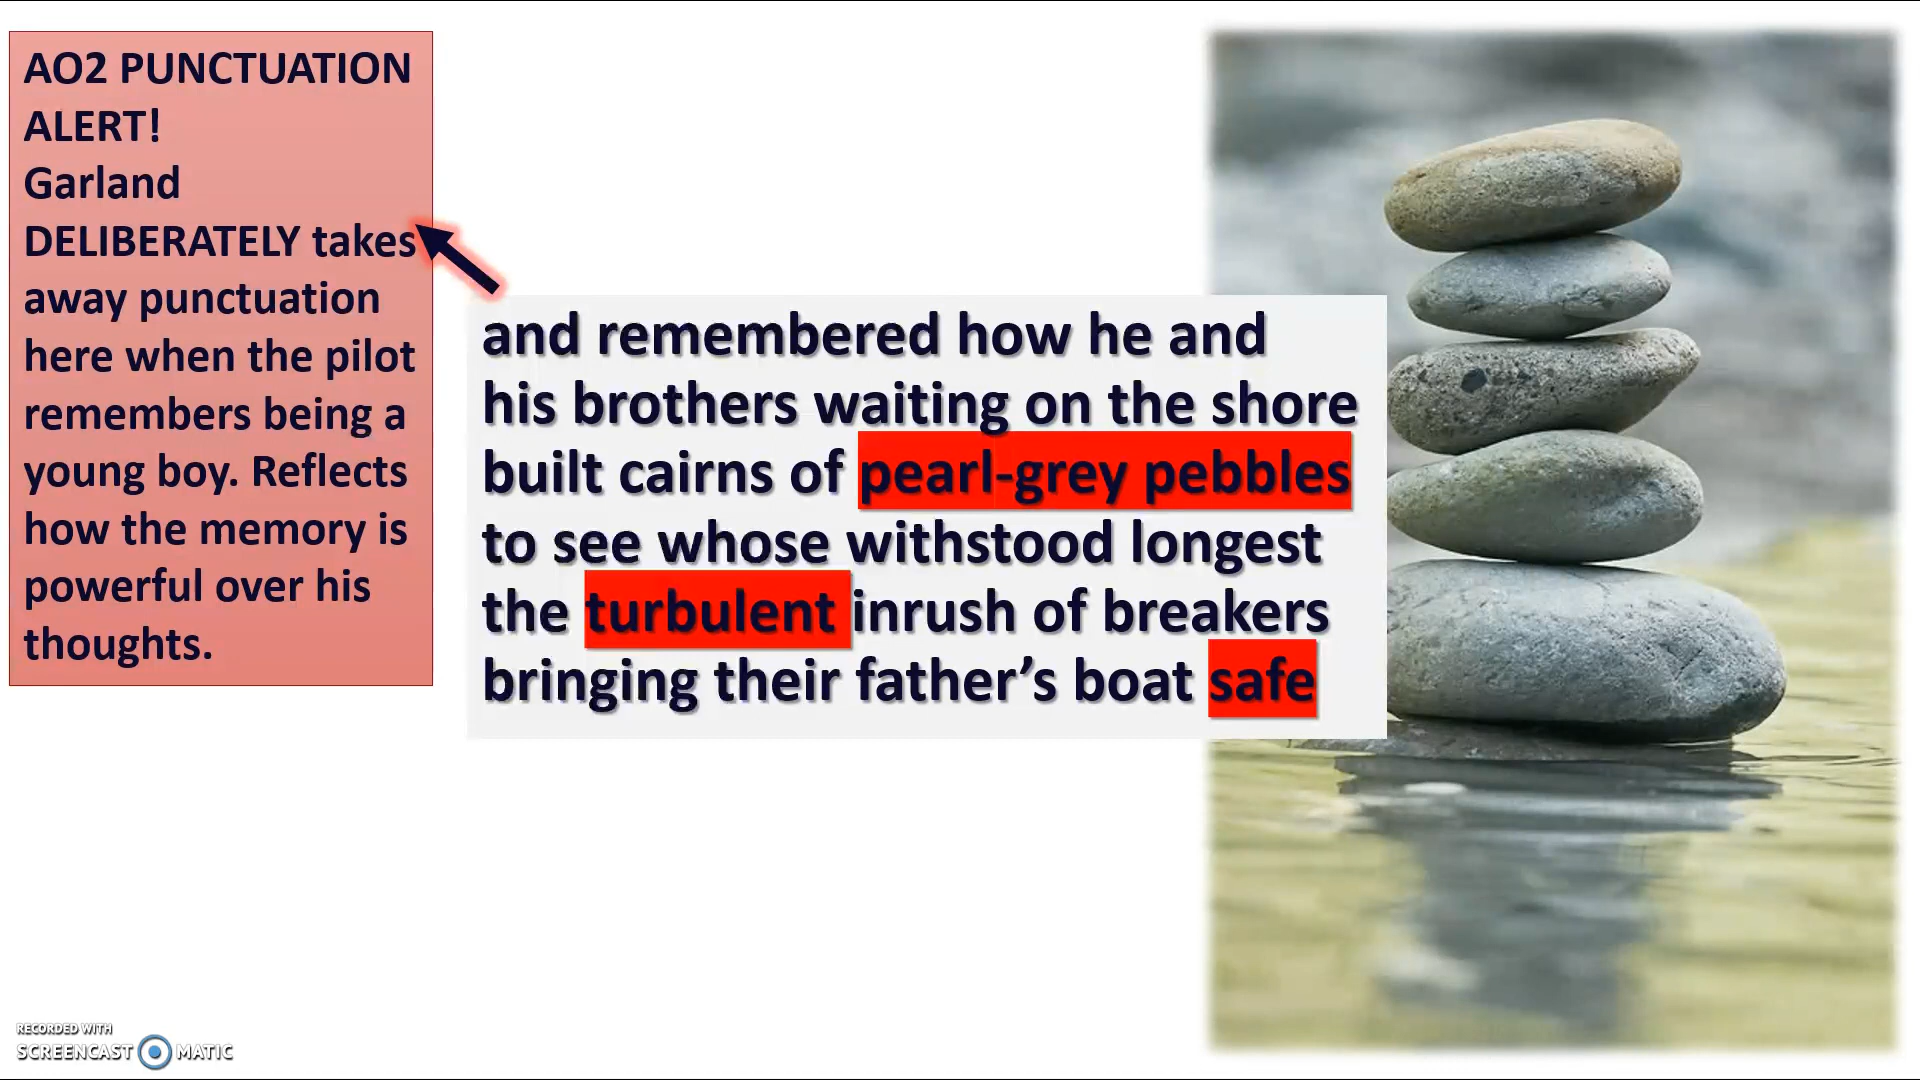 AO2 PUNCTUATION
ALERT!
Garland
DELIBERATELY takes
away punctuation
here when the pilot
remembers being a
young boy. Reflects
how the memory is
powerful over his
thoughts.
and remembered how he and
his brothers waiting on the shore
built cairns of pearl-grey pebbles
to see whose withstood longest
the turbulent inrush of breakers
bringing their father’s boat safe
RECORDED WITH
SCREENCAST MATIC